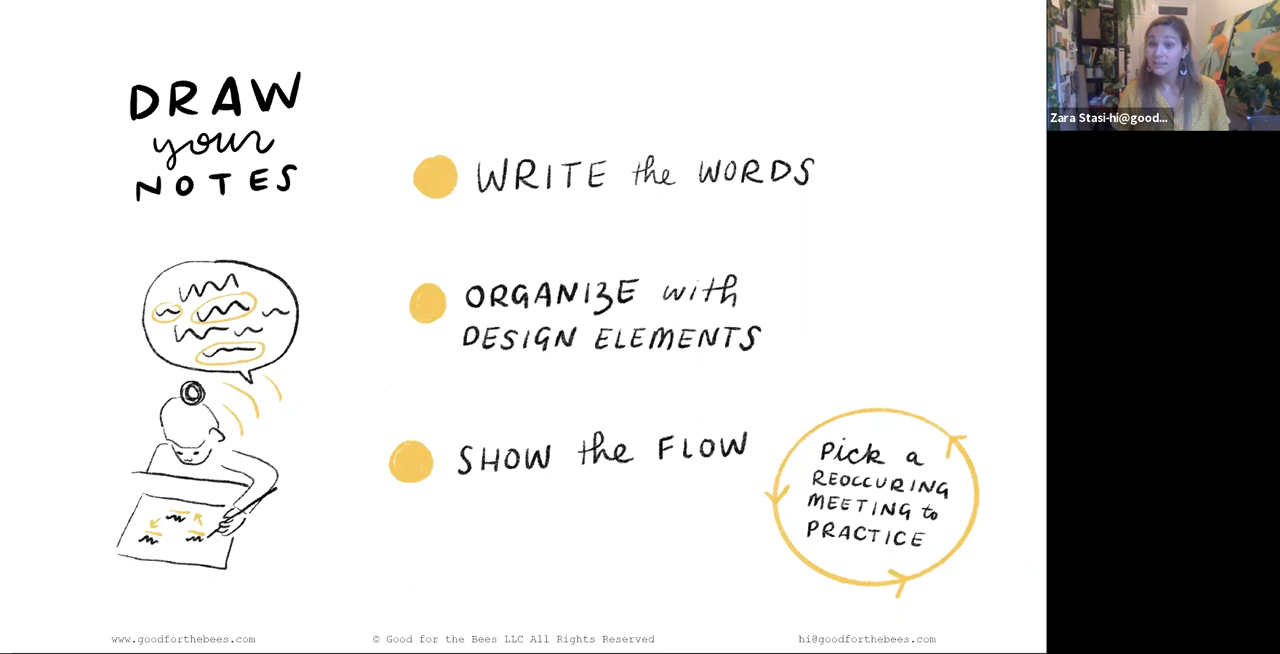 DRAW
your
NOTES
WRITE the WORDS
ORGANIZE with
DESIGN ELEMENTS
SHOW the FLOW
Pick a
REOCCURING
MEETING to
PRACTICE
www.goodforthebees.com
© Good for the Bees LLC All Rights Reserved
hi@goodforthebees.com
Zara Stasi-hi@good...